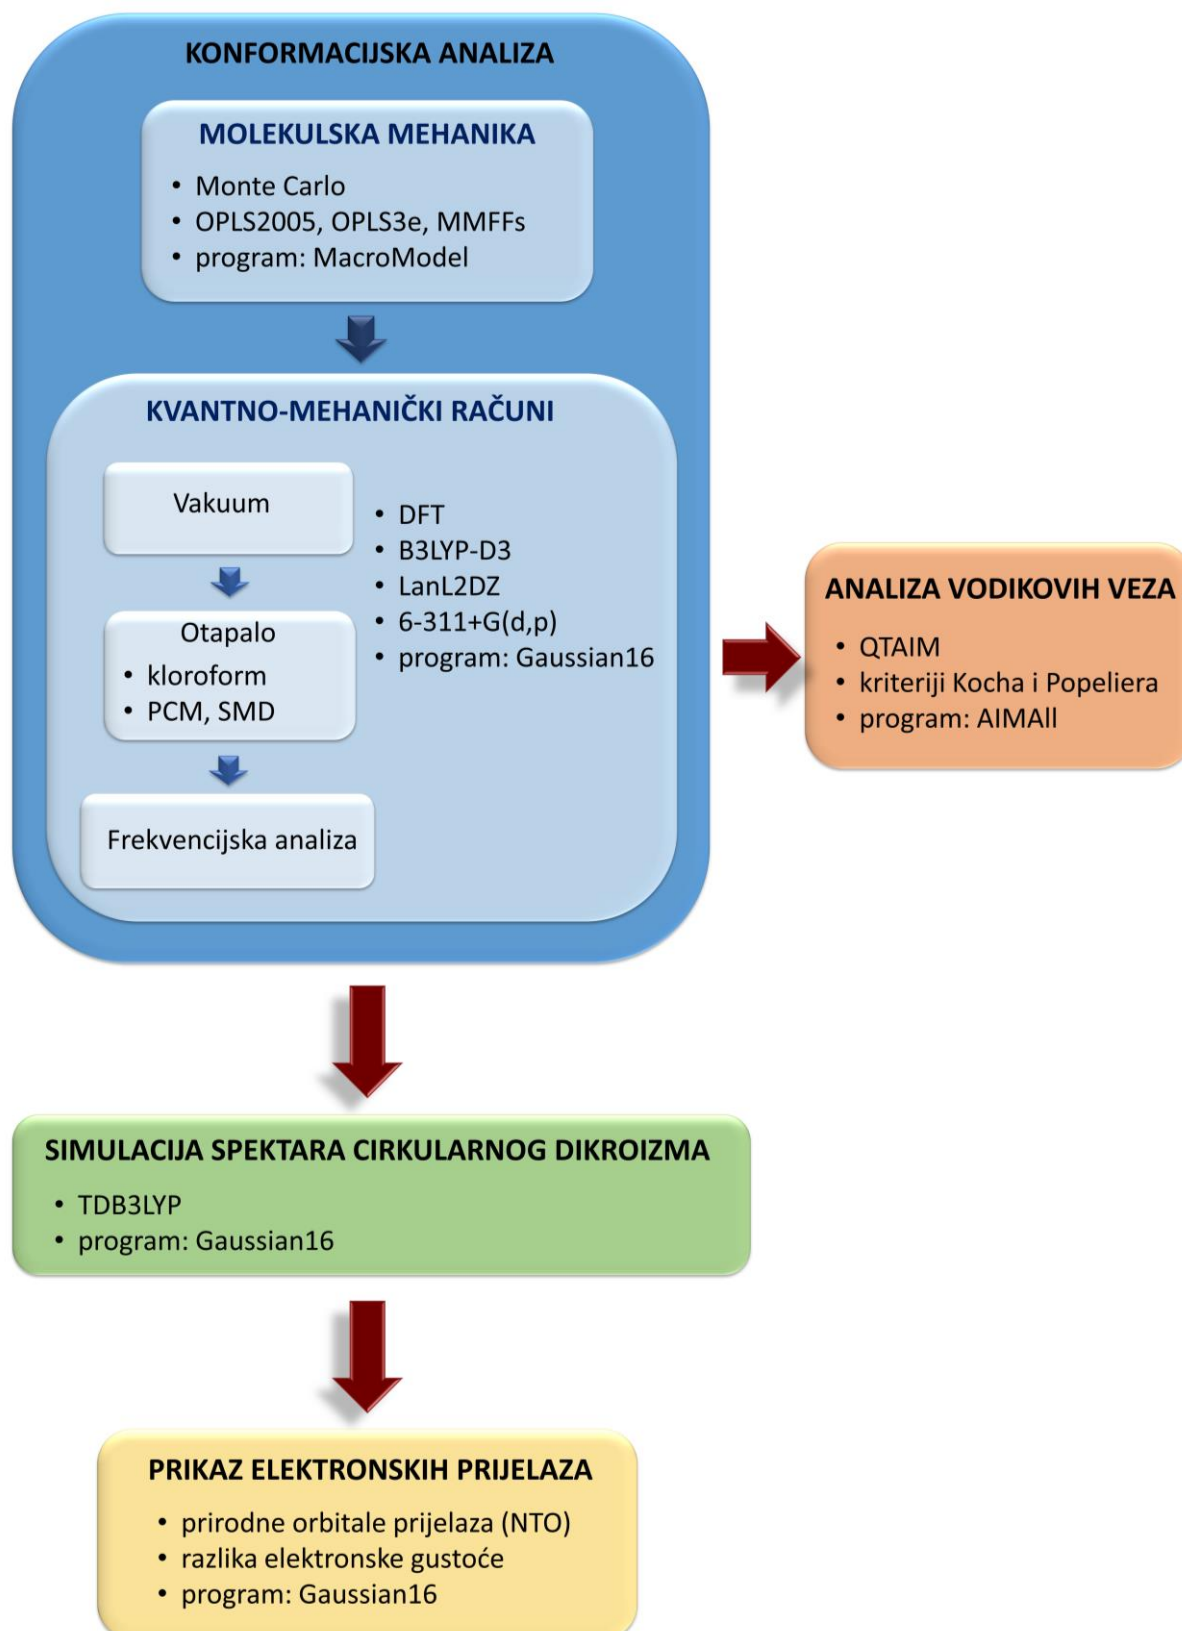 KONFORMACIJSKA ANALIZA
MOLEKULSKA MEHANIKA
• Monte Carlo
• OPLS2005, OPLS3e, MMFFs
• program: MacroModel
KVANTNO-MEHANIČKI RAČUNI
Vakuum
Otapalo
• kloroform
• PCM, SMD
Frekvencijska analiza
• DFT
• B3LYP-D3
• LanL2DZ
• 6-311+G(d,p)
• program: Gaussian16
ANALIZA VODIKOVIH VEZA
• QTAIM
• kriteriji Kocha i Popeliera
• program: AIMAll
SIMULACIJA SPEKTARA CIRKULARNOG DIKROIZMA
• TDB3LYP
• program: Gaussian16
PRIKAZ ELEKTRONSKIH PRIJELAZA
• prirodne orbitale prijelaza (NTO)
• razlika elektronske gustoće
• program: Gaussian16